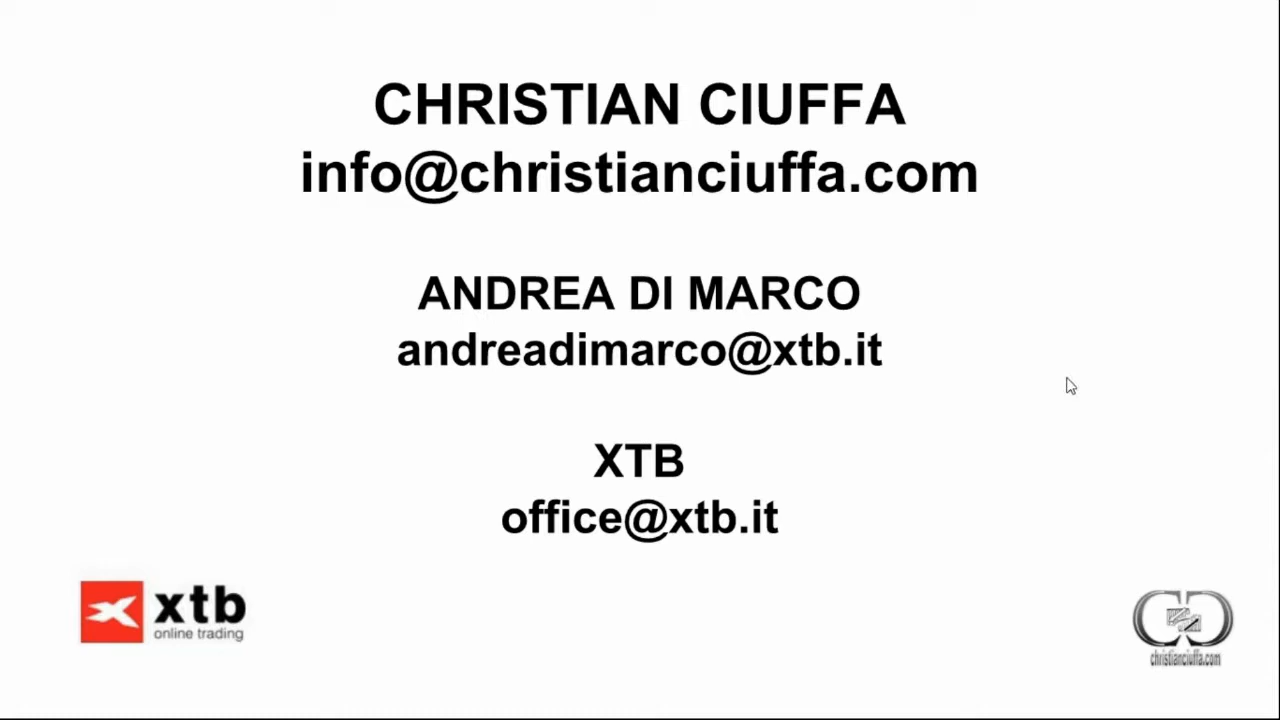 CHRISTIAN CIUFFA
info@christianciuffa.com
ANDREA DI MARCO
andreadimarco@xtb.it
XTB
office@xtb.it
xtb
online trading
christianciuffa.com